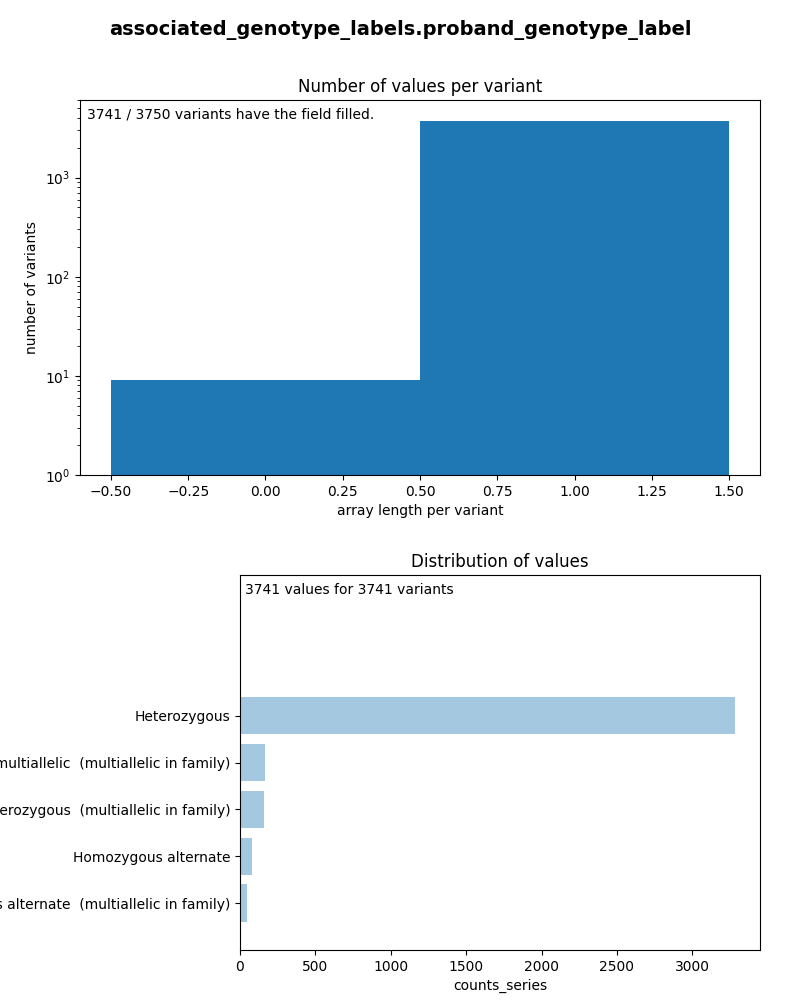 associated_genotype_labels.proband_genotype_label
Number of values per variant
3741 / 3750 variants have the field filled.
number of variants
10³
10²
10¹
10⁰
−0.50 −0.25 0.00 0.25 0.50 0.75 1.00 1.25 1.50
array length per variant
Distribution of values
3741 values for 3741 variants
Heterozygous
multiallelic (multiallelic in family)
erozygous (multiallelic in family)
Homozygous alternate
s alternate (multiallelic in family)
0 500 1000 1500 2000 2500 3000
counts_series